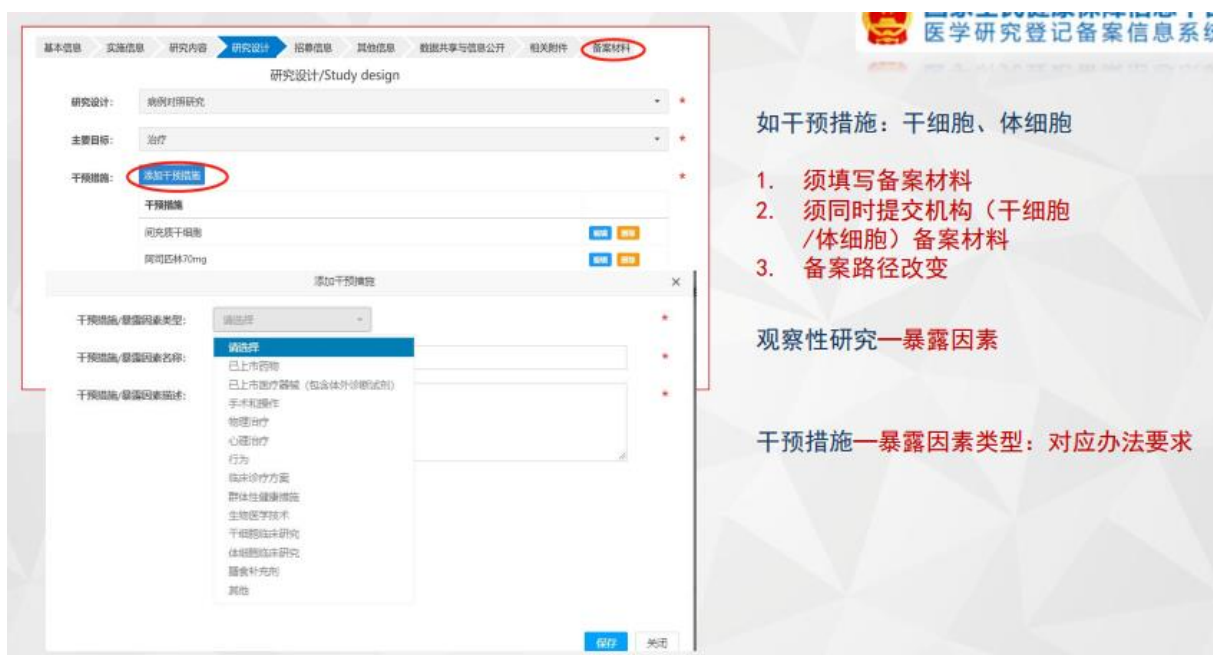 医学研究登记备案信息系统
基本信息 实施信息 研究内容 研究设计 招募信息 其他信息 数据共享与信息公开 相关附件 备案材料
研究设计/Study design
研究设计： 病例对照研究 *
主要目标： 治疗 *
干预措施： 添加干预措施 *
干预措施
间充质干细胞 编辑 删除
阿司匹林70mg 编辑 删除
添加干预措施 ×
干预措施/暴露因素类型： 请选择 *
请选择
干预措施/暴露因素名称： *
已上市药物
已上市医疗器械（包含体外诊断试剂）
干预措施/暴露因素描述： *
手术和操作
物理治疗
心理治疗
行为
临床诊疗方案
群体性健康措施
生物医学技术
干细胞临床研究
体细胞临床研究
膳食补充剂
其他
保存 关闭
如干预措施：干细胞、体细胞
1. 须填写备案材料
2. 须同时提交机构（干细胞
/体细胞）备案材料
3. 备案路径改变
观察性研究—暴露因素
干预措施—暴露因素类型：对应办法要求